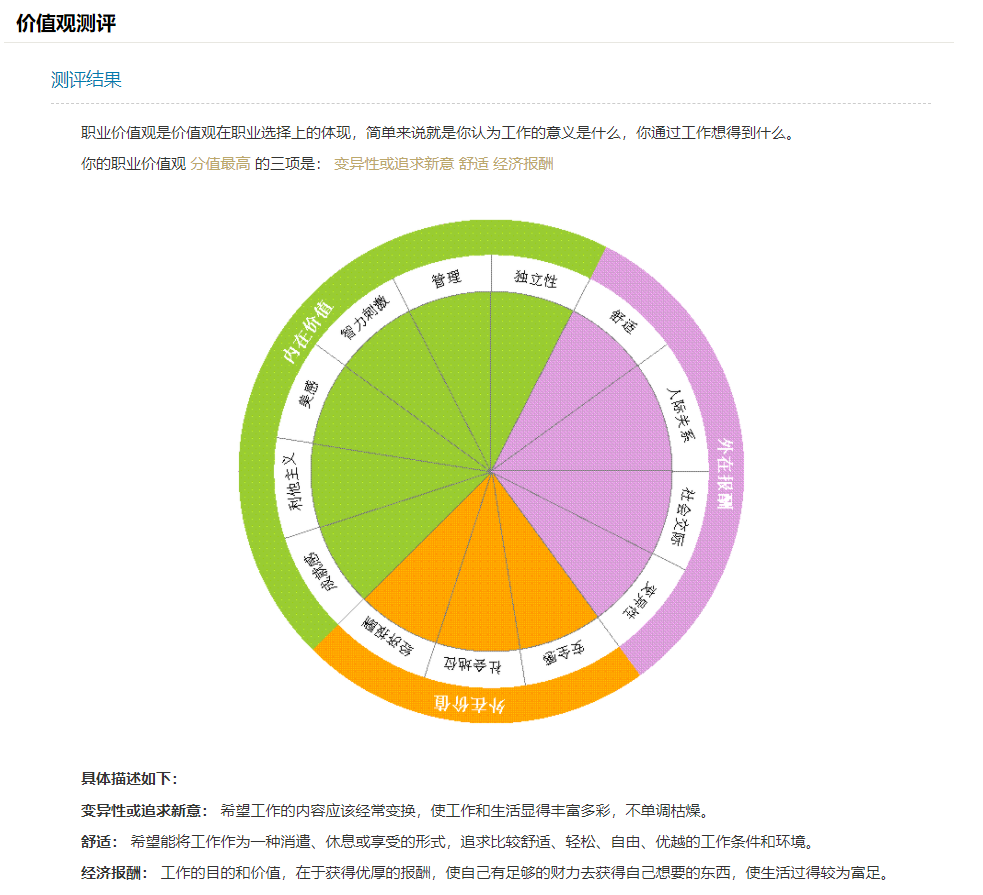 价值观测评
测评结果
职业价值观是价值观在职业选择上的体现，简单来说就是你认为工作的意义是什么，你通过工作想得到什么。
你的职业价值观 分值最高 的三项是： 变异性或追求新意 舒适 经济报酬
管理
独立性
智力刺激
舒适
内在价值
美感
人际关系
外在报酬
利他主义
社会交际
成就感
变异性
经济报酬
社会地位
安全感
外在价值
具体描述如下：
变异性或追求新意： 希望工作的内容应该经常变换，使工作和生活显得丰富多彩，不单调枯燥。
舒适： 希望能将工作作为一种消遣、休息或享受的形式，追求比较舒适、轻松、自由、优越的工作条件和环境。
经济报酬： 工作的目的和价值，在于获得优厚的报酬，使自己有足够的财力去获得自己想要的东西，使生活过得较为富足。